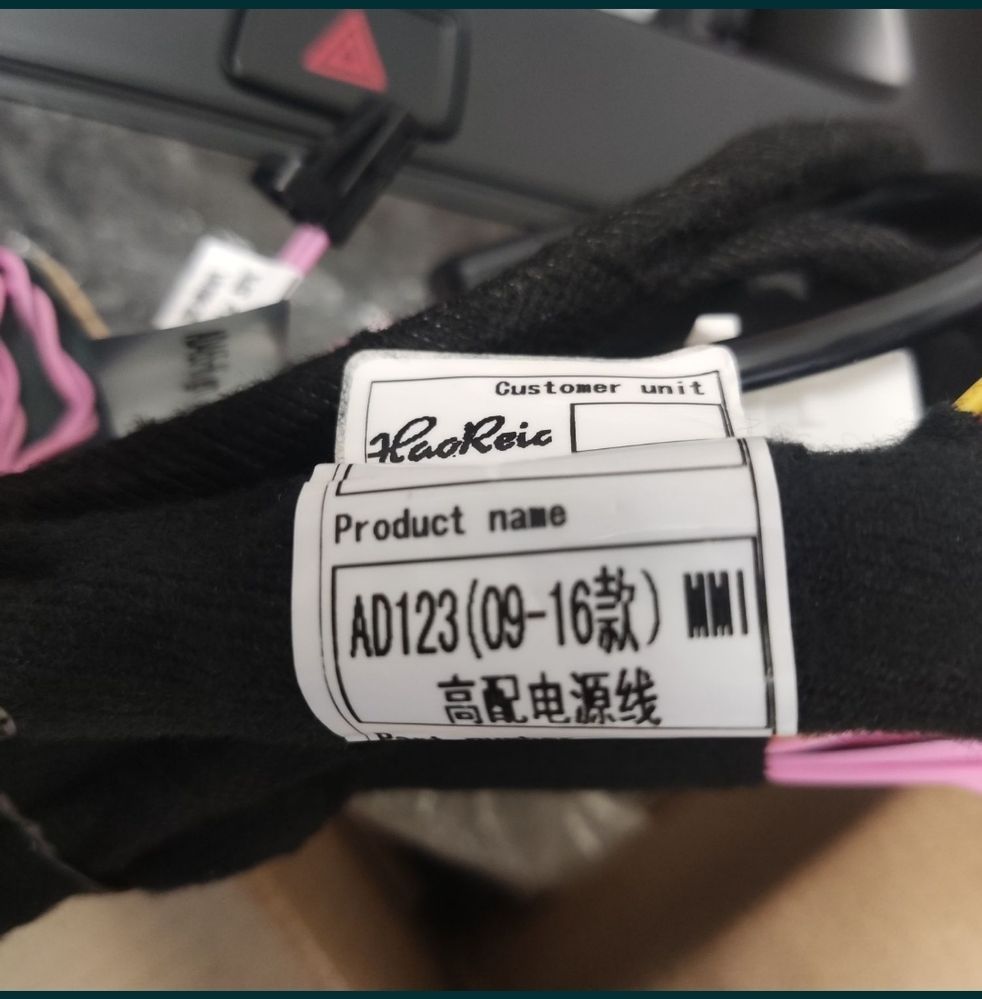 Customer unit
HaoReic
Product name
AD123(09-16款) MMI
高配电源线